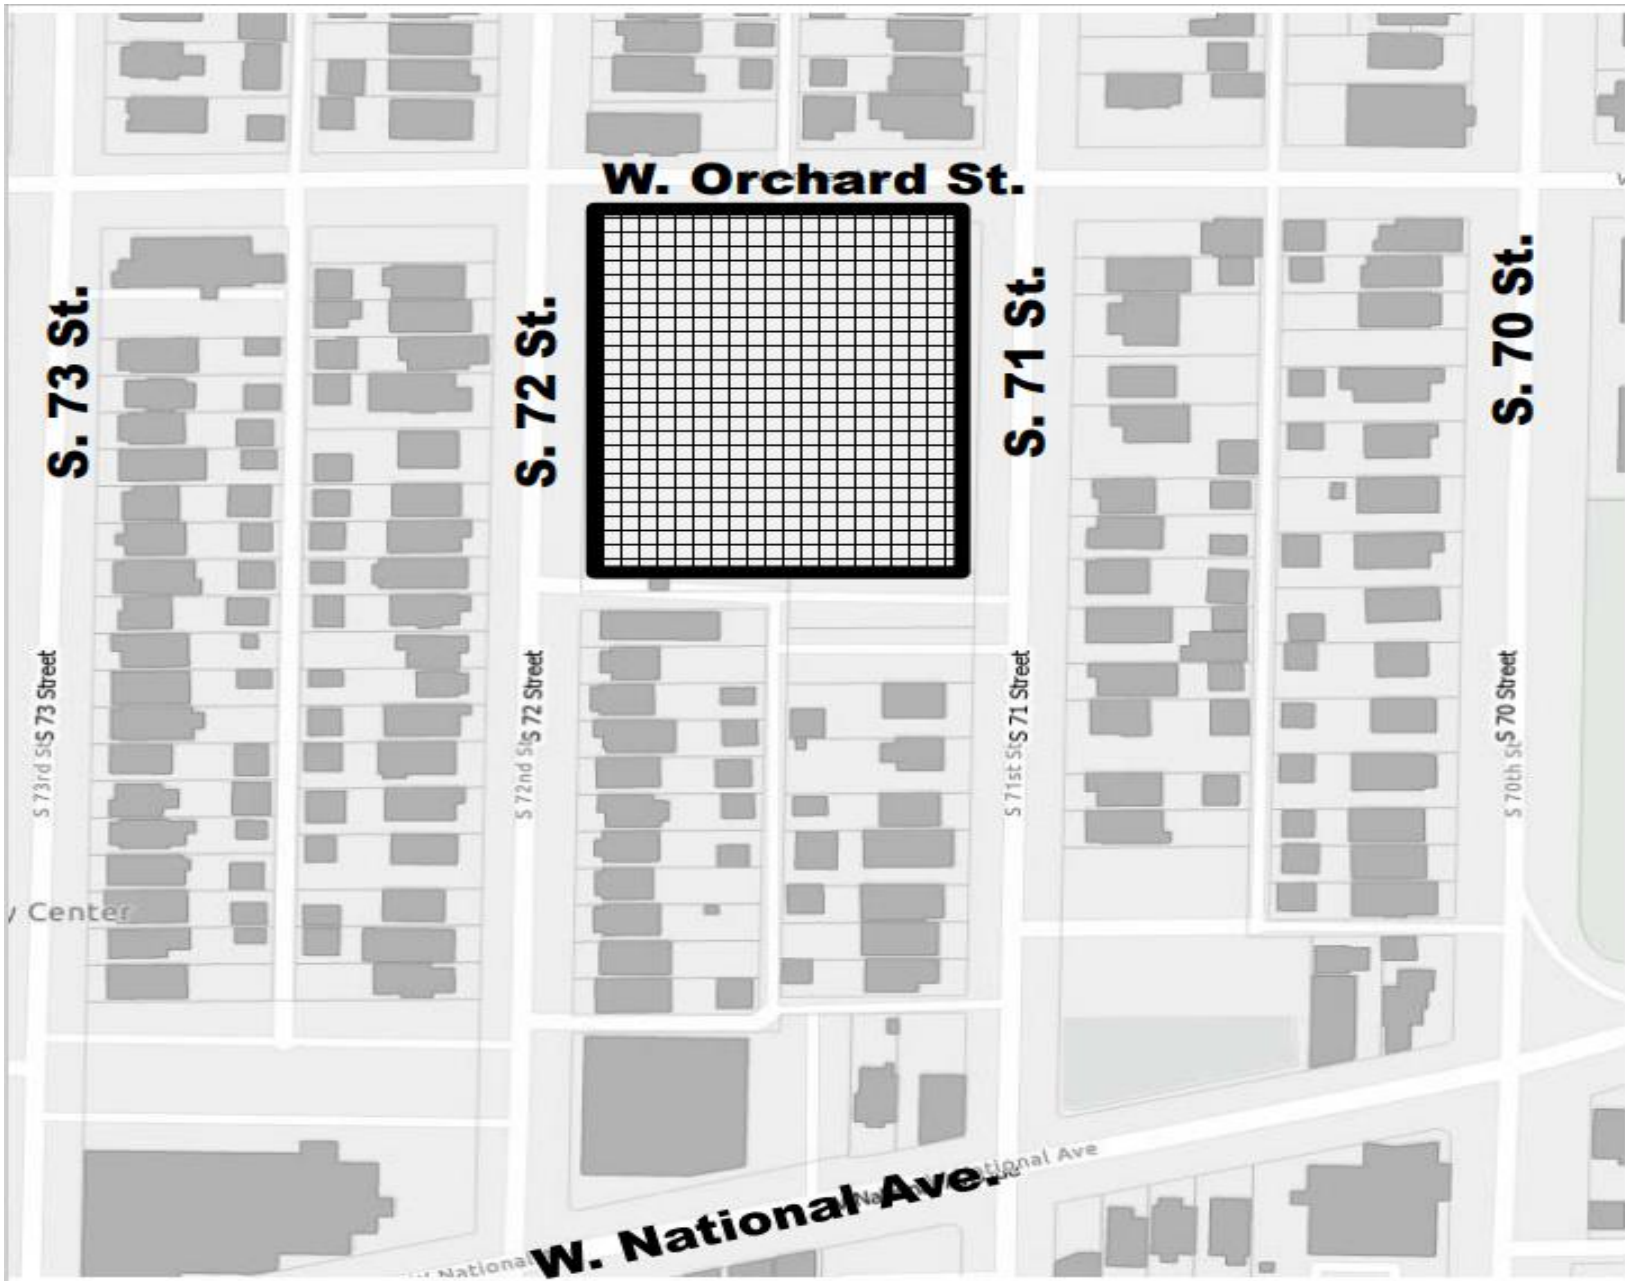 W. Orchard St.
S. 73 St.
S. 72 St.
S. 71 St.
S. 70 St.
S 73 Street
S 72 Street
S 71 Street
S 70 Street
S 73rd St
S 72nd St
S 71st St
S 70th St
y Center
National Ave
W. National Ave.
W National